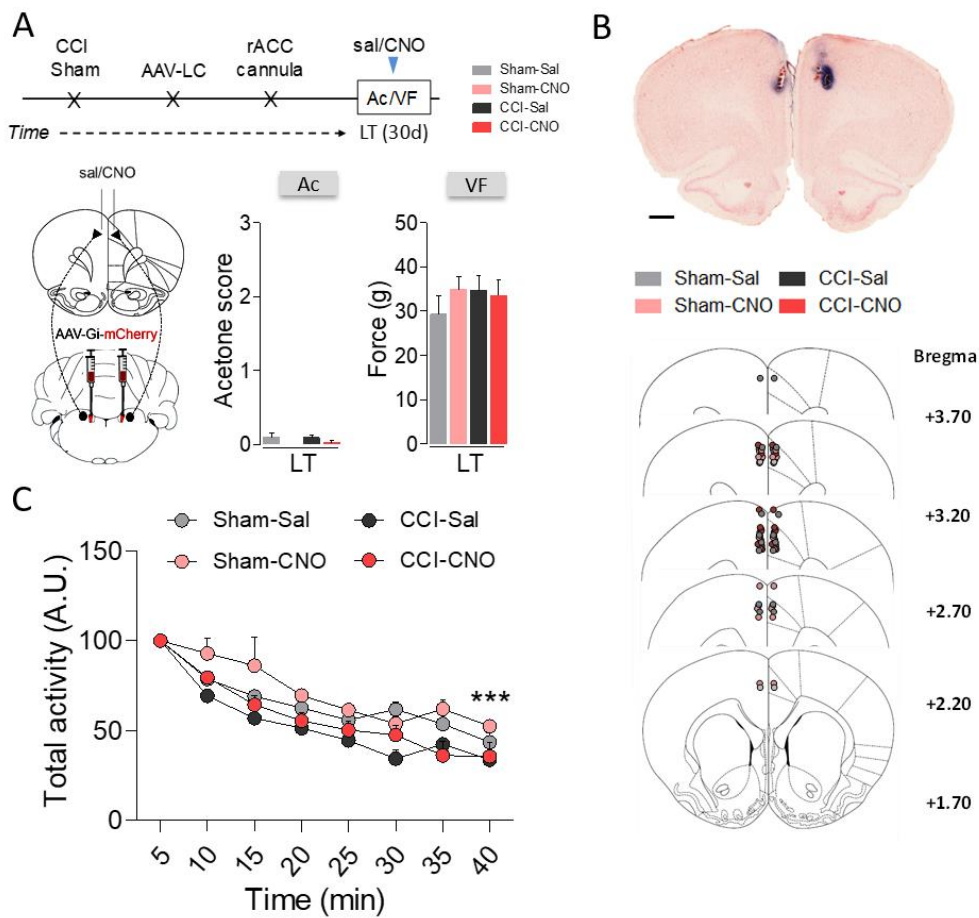 A
CCI
Sham
AAV-LC
rACC
cannula
sal/CNO
Ac/VF
Time
LT (30d)
Sham-Sal
Sham-CNO
CCI-Sal
CCI-CNO
sal/CNO
AAV-Gi-mCherry
Ac
Acetone score
3
2
1
0
LT
VF
Force (g)
50
40
30
20
10
0
LT
B
Sham-Sal
CCI-Sal
Sham-CNO
CCI-CNO
Bregma
+3.70
+3.20
+2.70
+2.20
+1.70
C
Sham-Sal
CCI-Sal
Sham-CNO
CCI-CNO
Total activity (A.U.)
150
100
50
0
***
5 10 15 20 25 30 35 40
Time (min)